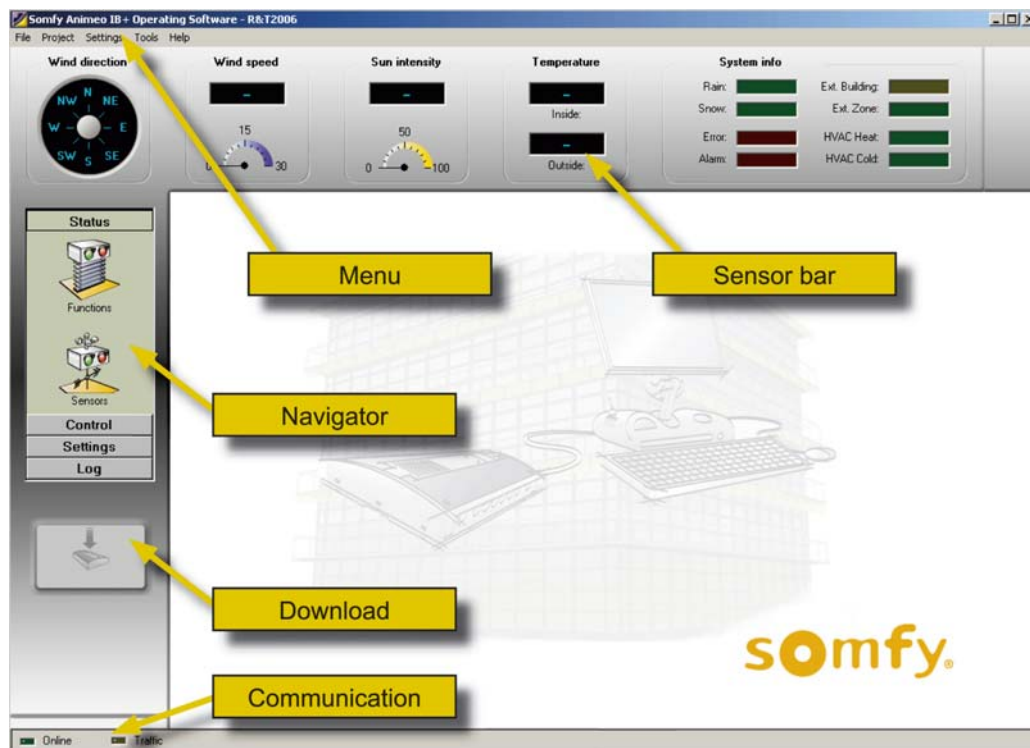 Somfy Animeo IB+ Operating Software - R&T2006
File Project Settings Tools Help
Wind direction
N
NE
E
SE
S
SW
W
NW
Wind speed
-
0
15
30
Sun intensity
-
0
50
100
Temperature
-
Inside:
-
Outside:
System info
Rain:
Snow:
Error:
Alarm:
Ext. Building:
Ext. Zone:
HVAC Heat:
HVAC Cold:
Status
Functions
Sensors
Control
Settings
Log
Menu
Sensor bar
Navigator
Download
Communication
somfy®
Online
Traffic